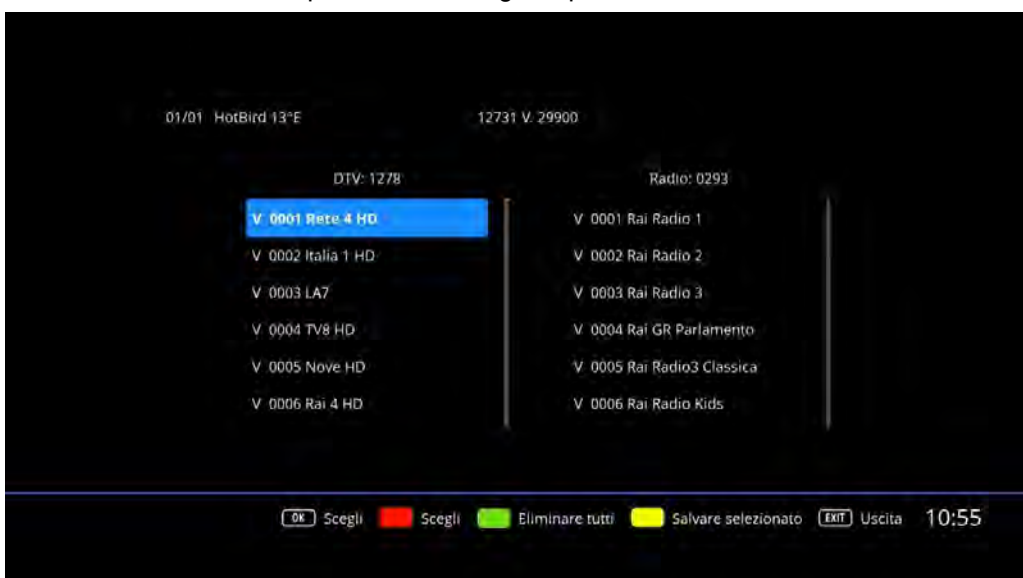 01/01 HotBird 13°E 12731 V. 29900
DTV: 1278 Radio: 0293
V 0001 Rete 4 HD V 0001 Rai Radio 1
V 0002 Italia 1 HD V 0002 Rai Radio 2
V 0003 LA7 V 0003 Rai Radio 3
V 0004 TV8 HD V 0004 Rai GR Parlamento
V 0005 Nove HD V 0005 Rai Radio3 Classica
V 0006 Rai 4 HD V 0006 Rai Radio Kids
OK Scegli Scegli Eliminare tutti Salvare selezionato EXIT Uscita 10:55